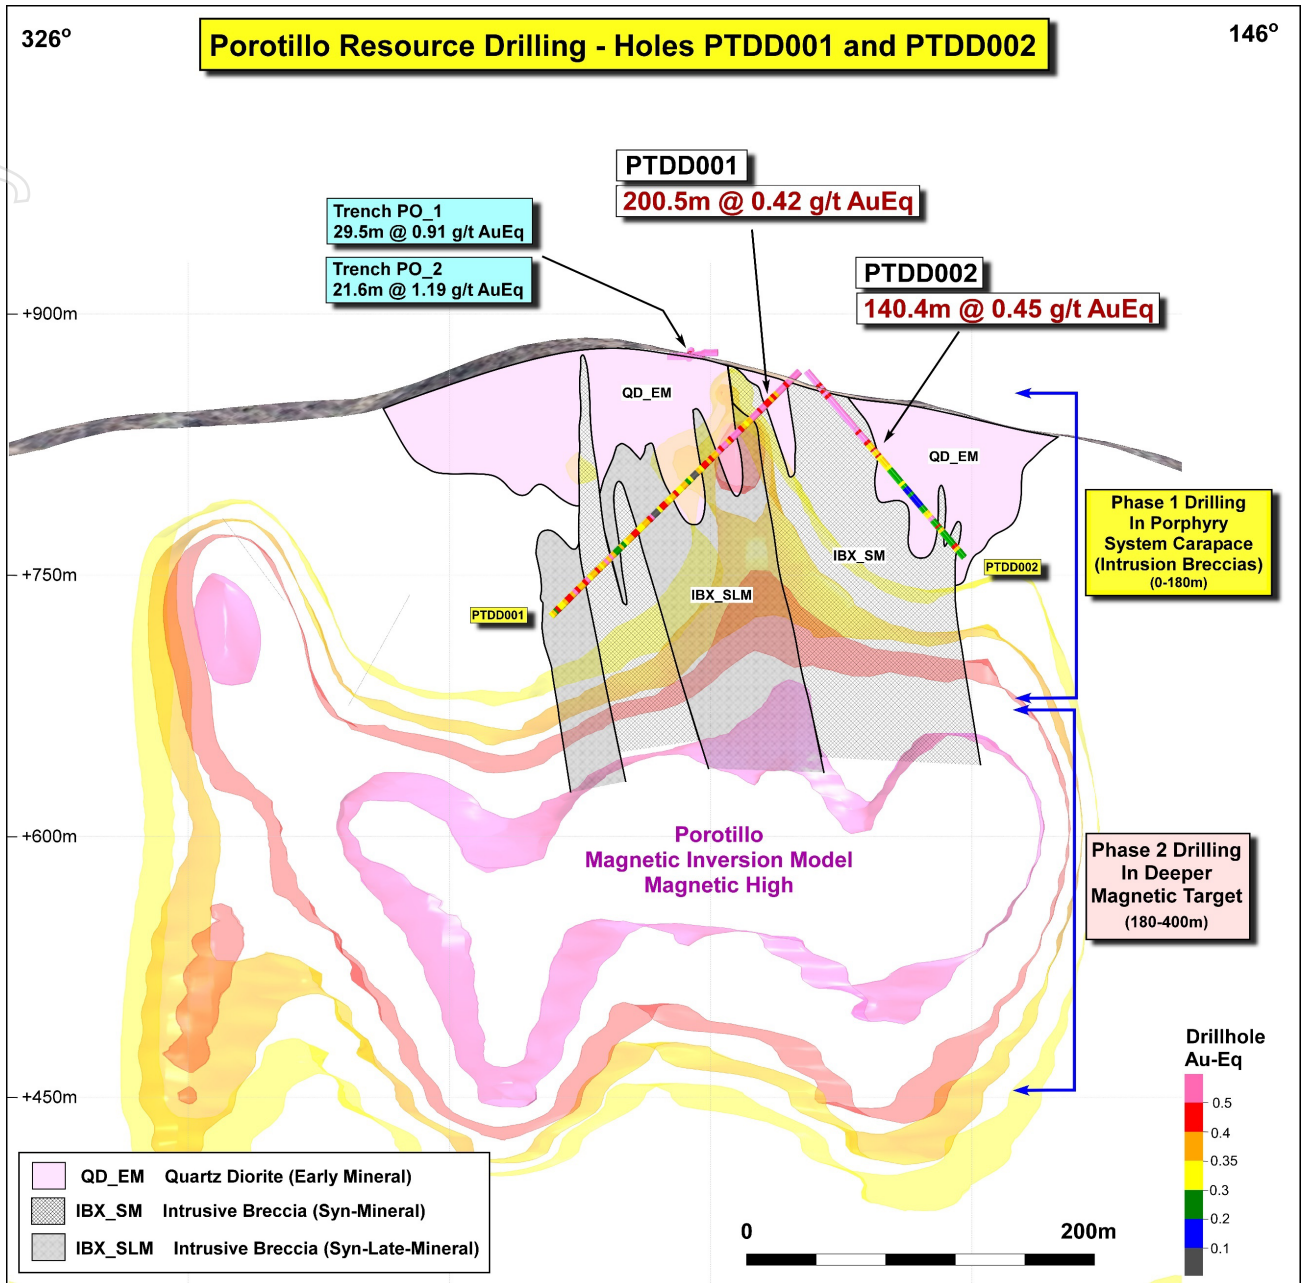 326º
146º
Porotillo Resource Drilling - Holes PTDD001 and PTDD002
PTDD001
200.5m @ 0.42 g/t AuEq
Trench PO_1
29.5m @ 0.91 g/t AuEq
Trench PO_2
21.6m @ 1.19 g/t AuEq
PTDD002
140.4m @ 0.45 g/t AuEq
+900m
QD_EM
QD_EM
Phase 1 Drilling
In Porphyry
System Carapace
(Intrusion Breccias)
(0-180m)
IBX_SM
+750m
PTDD002
IBX_SLM
PTDD001
+600m
Porotillo
Magnetic Inversion Model
Magnetic High
Phase 2 Drilling
In Deeper
Magnetic Target
(180-400m)
+450m
Drillhole
Au-Eq
0.5
0.4
0.35
0.3
0.2
0.1
QD_EM Quartz Diorite (Early Mineral)
IBX_SM Intrusive Breccia (Syn-Mineral)
IBX_SLM Intrusive Breccia (Syn-Late-Mineral)
0 200m